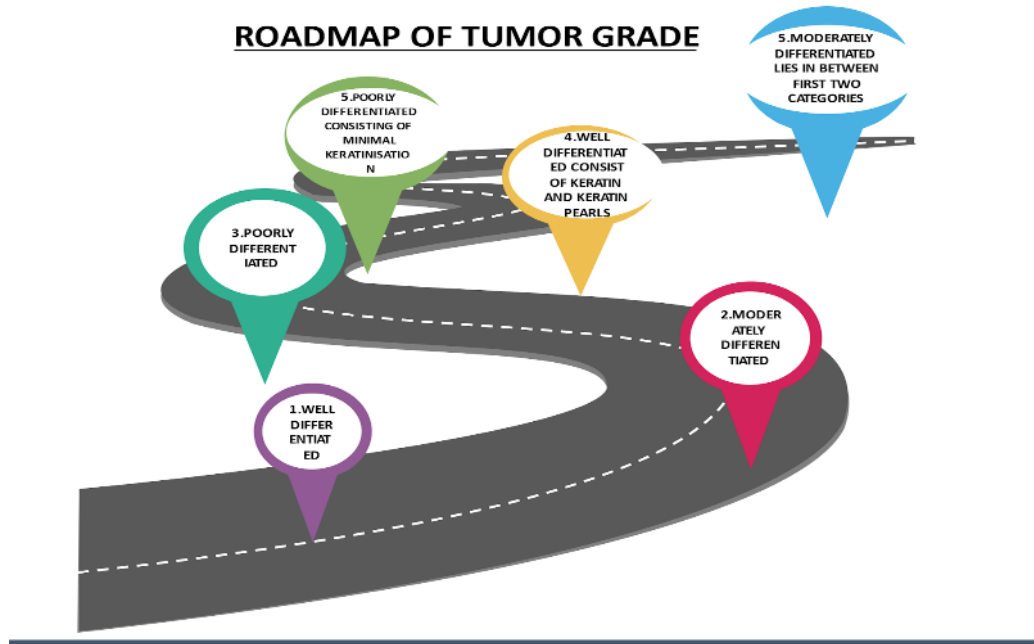 ROADMAP OF TUMOR GRADE
5.MODERATELY
DIFFERENTIATED
LIES IN BETWEEN
FIRST TWO
CATEGORIES
5.POORLY
DIFFERENTIATED
CONSISTING OF
MINIMAL
KERATINISATIO
N
4.WELL
DIFFERENTIAT
ED CONSIST
OF KERATIN
AND KERATIN
PEARLS
3.POORLY
DIFFERENT
IATED
2.MODER
ATELY
DIFFEREN
TIATED
1.WELL
DIFFER
ENTIAT
ED